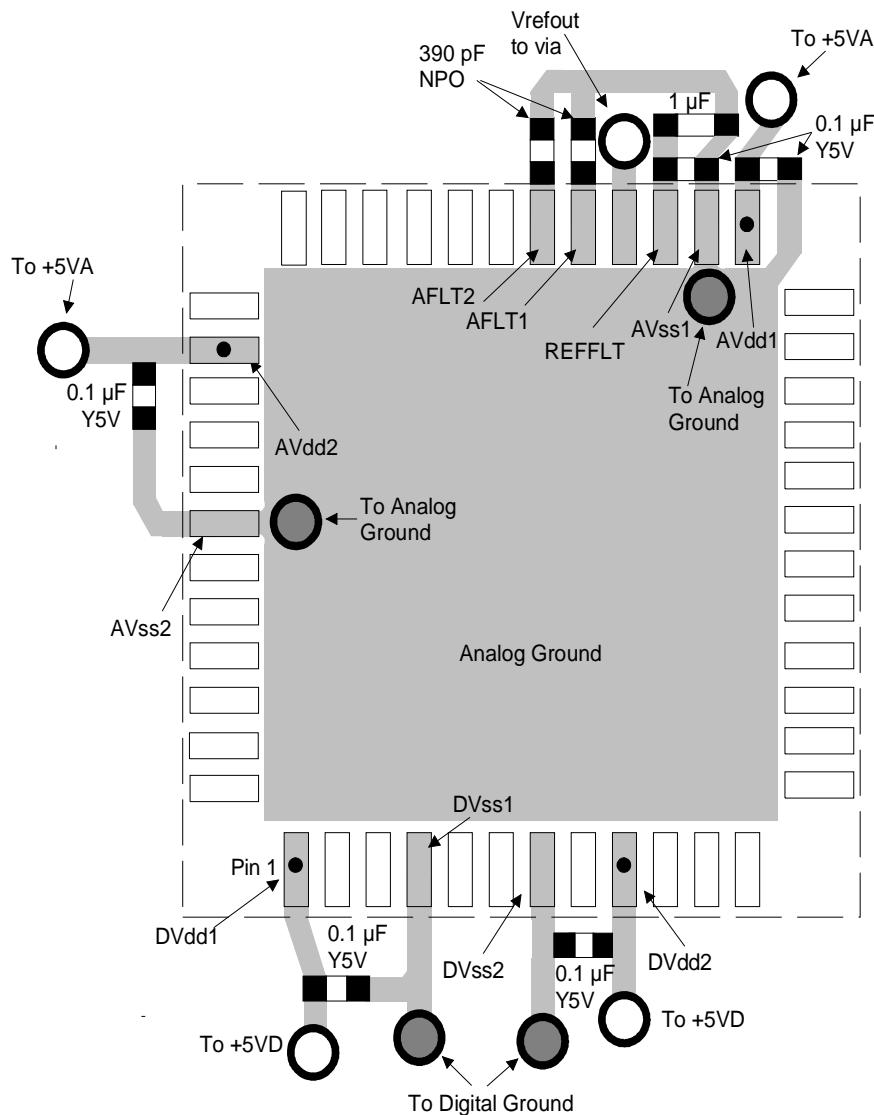 Vrefout
to via
To +5VA
390 pF
NPO
1 µF
0.1 µF
Y5V
To +5VA
AFLT2
AFLT1
REFFLT
AVss1
AVdd1
0.1 µF
Y5V
To Analog
Ground
AVdd2
To Analog
Ground
AVss2
Analog Ground
DVss1
Pin 1
DVdd1
0.1 µF
Y5V
DVss2
0.1 µF
Y5V
DVdd2
To +5VD
To +5VD
To Digital Ground